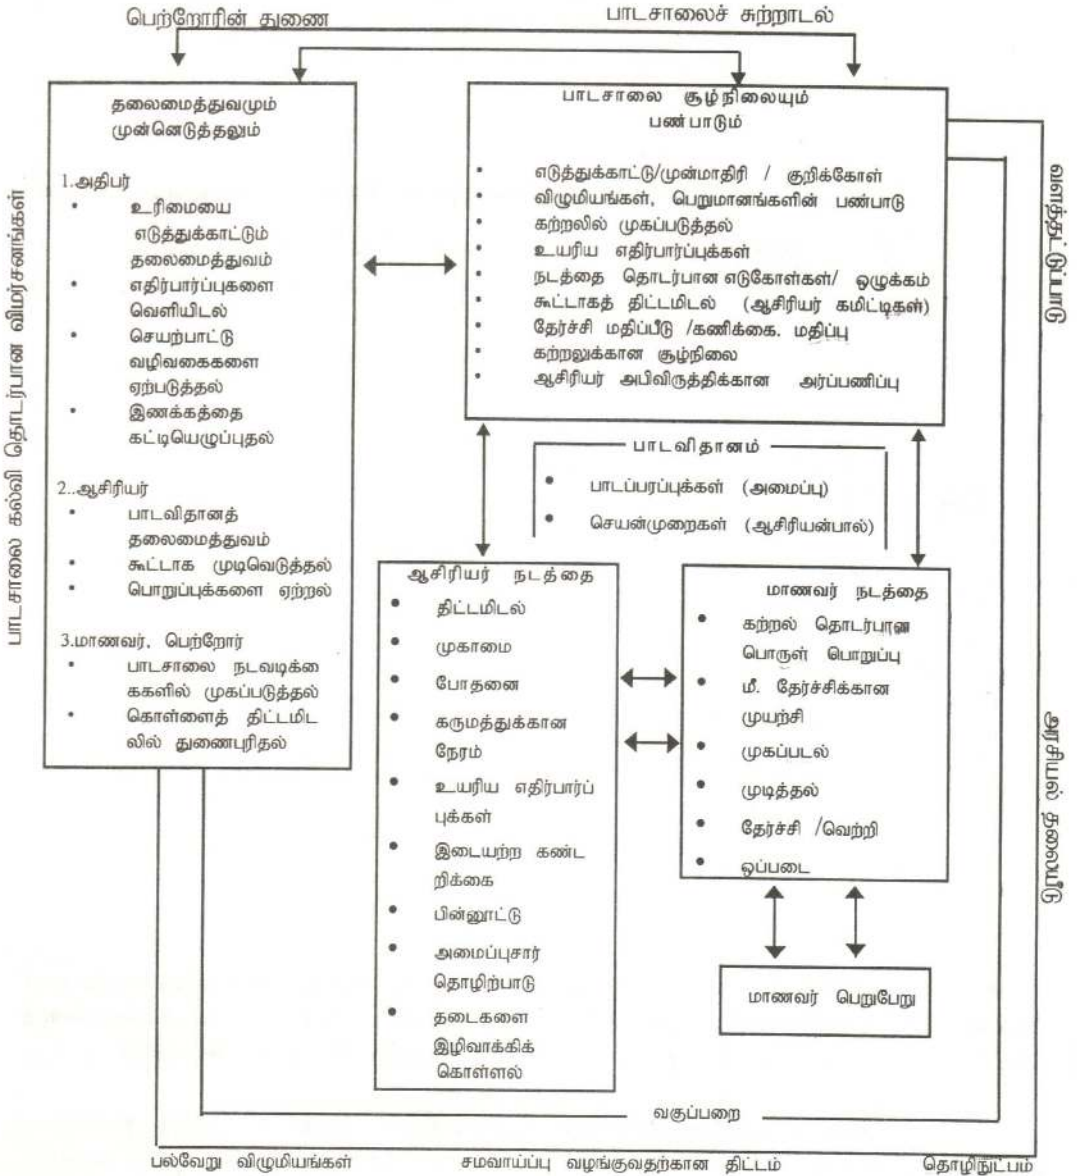 பெற்றோரின் துணை
பாடசாலைச் சுற்றாடல்
பாடசாலை கல்வி தொடர்பான விமர்சனங்கள்
தலைமைத்துவமும்
முன்னெடுத்தலும்
1.அதிபர்
• உரிமையை
எடுத்துக்காட்டும்
தலைமைத்துவம்
• எதிர்பார்ப்புகளை
வெளியிடல்
• செயற்பாட்டு
வழிவகைகளை
ஏற்படுத்தல்
• இணக்கத்தை
கட்டியெழுப்புதல்
2..ஆசிரியர்
• பாடவிதானத்
தலைமைத்துவம்
• கூட்டாக முடிவெடுத்தல்
• பொறுப்புக்களை ஏற்றல்
3.மாணவர், பெற்றோர்
• பாடசாலை நடவடிக்கை
ககளில் முகப்படுத்தல்
• கொள்ளைத் திட்டமிட
லில் துணைபுரிதல்
பாடசாலை சூழ்நிலையும்
பண்பாடும்
• எடுத்துக்காட்டு/முன்மாதிரி / குறிக்கோள்
• விழுமியங்கள், பெறுமானங்களின் பண்பாடு
• கற்றலில் முகப்படுத்தல்
• உயரிய எதிர்பார்ப்புக்கள்
• நடத்தை தொடர்பான எடுகோள்கள்/ ஒழுக்கம்
• கூட்டாகத் திட்டமிடல் (ஆசிரியர் கமிட்டிகள்)
• தேர்ச்சி மதிப்பீடு /கணிக்கை. மதிப்பு
• கற்றலுக்கான சூழ்நிலை
• ஆசிரியர் அபிவிருத்திக்கான அர்ப்பணிப்பு
பாடவிதானம்
• பாடப்பரப்புக்கள் (அமைப்பு)
• செயன்முறைகள் (ஆசிரியன்பால்)
ஆசிரியர் நடத்தை
• திட்டமிடல்
• முகாமை
• போதனை
• கருமத்துக்கான
நேரம்
• உயரிய எதிர்பார்ப்
புக்கள்
• இடையற்ற கண்ட
றிக்கை
• பின்னூட்டு
• அமைப்புசார்
தொழிற்பாடு
• தடைகளை
இழிவாக்கிக்
கொள்ளல்
மாணவர் நடத்தை
• கற்றல் தொடர்பான
பொருள் பொறுப்பு
• மீ. தேர்ச்சிக்கான
முயற்சி
• முகப்படல்
• முடித்தல்
• தேர்ச்சி /வெற்றி
• ஒப்படை
மாணவர் பெறுபேறு
வளத்தட்டுப்பாடு
அரசியல் தலையீடு
வகுப்பறை
பல்வேறு விழுமியங்கள்
சமவாய்ப்பு வழங்குவதற்கான திட்டம்
தொழிநுட்பம்